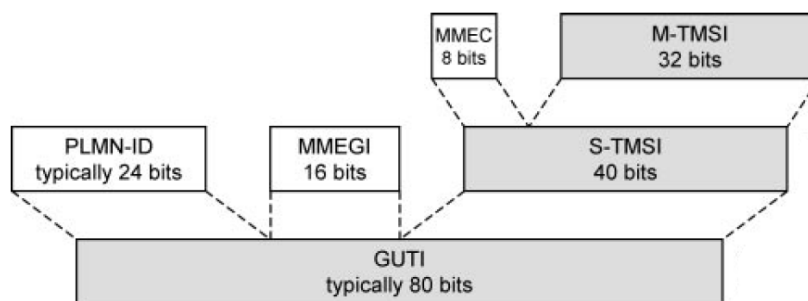 MMEC
8 bits
M-TMSI
32 bits
PLMN-ID
typically 24 bits
MMEGI
16 bits
S-TMSI
40 bits
GUTI
typically 80 bits